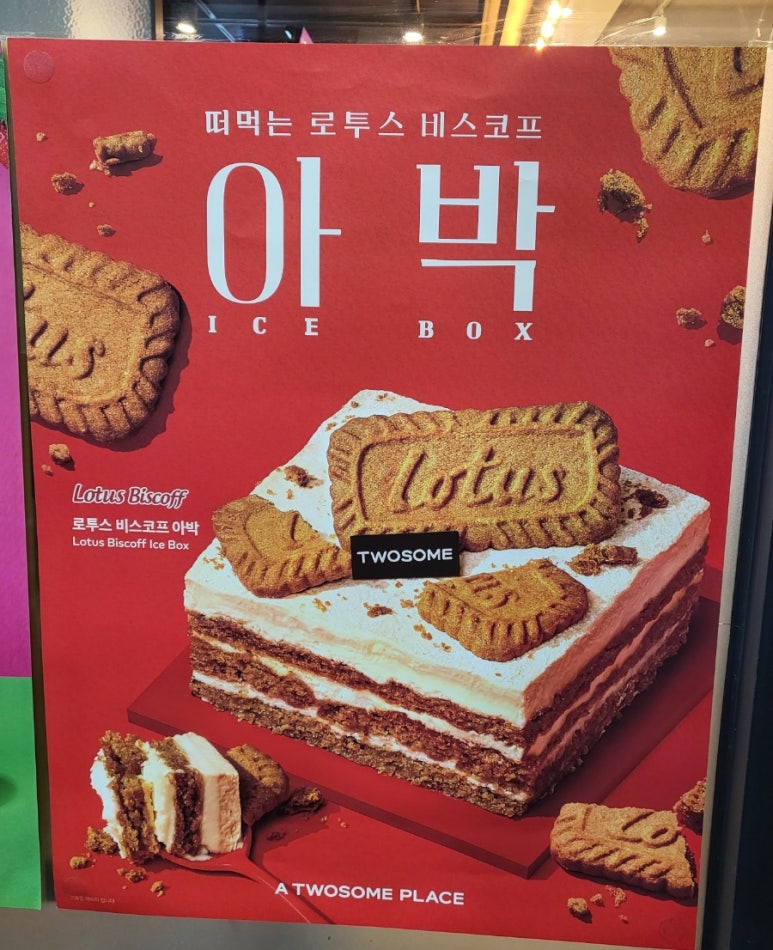 떠먹는 로투스 비스코프
아 박
ICE BOX
Lotus
Lotus Biscoff
로투스 비스코프 아박
Lotus Biscoff Ice Box
TWOSOME
A TWOSOME PLACE